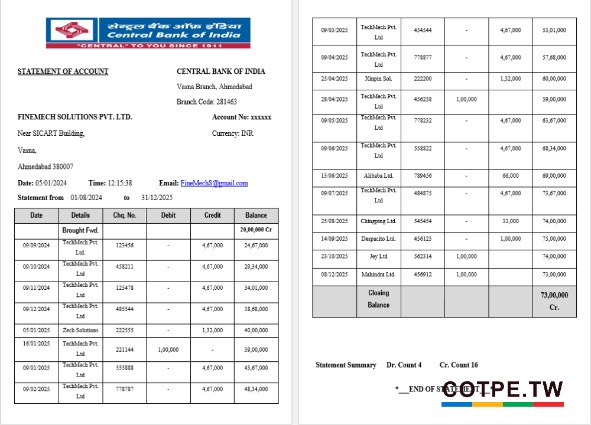 सेन्ट्रल बैंक ऑफ़ इंडिया
Central Bank of India
"CENTRAL" TO YOU SINCE 1911
STATEMENT OF ACCOUNT CENTRAL BANK OF INDIA
Vasna Branch, Ahmedabad
Branch Code: 281463
FINEMECH SOLUTIONS PVT. LTD. Account No: xxxxxx
Near SICART Building, Currency: INR
Vasna,
Ahmedabad 380007
Date: 05/01/2024 Time: 12:15:38 Email: FineMech8@gmail.com
Statement from 01/08/2024 to 31/12/2025
Date Details Chq. No. Debit Credit Balance
Brought Fwd. 20,00,000 Cr
09/09/2024 TechMech Pvt. Ltd. 123456 - 4,67,000 24,67,000
09/10/2024 TechMech Pvt. Ltd 458211 - 4,67,000 29,34,000
09/11/2024 TechMech Pvt. Ltd 125478 - 4,67,000 34,01,000
09/12/2024 TechMech Pvt. Ltd 485544 - 4,67,000 38,68,000
05/01/2025 Zech Solutions 222555 - 1,32,000 40,00,000
16/01/2025 TechMech Pvt. Ltd 221144 1,00,000 - 39,00,000
09/01/2025 TechMech Pvt. Ltd 555888 - 4,67,000 43,67,000
09/02/2025 TechMech Pvt. Ltd 778787 - 4,67,000 48,34,000
09/03/2025 TechMech Pvt. Ltd 454544 - 4,67,000 53,01,000
09/04/2025 TechMech Pvt. Ltd 778877 - 4,67,000 57,68,000
25/04/2025 Xinpin Sol. 222200 - 1,32,000 60,00,000
28/04/2025 TechMech Pvt. Ltd 456258 1,00,000 59,00,000
09/05/2025 TechMech Pvt. Ltd 778232 - 4,67,000 63,67,000
09/06/2025 TechMech Pvt. Ltd 558822 - 4,67,000 68,34,000
13/06/2025 Alibaba Ltd. 789456 - 66,000 69,00,000
09/07/2025 TechMech Pvt. Ltd 484875 - 4,67,000 73,67,000
25/08/2025 Chingping Ltd. 545454 - 33,000 74,00,000
14/09/2025 Daspucito Ltd. 456123 - 1,00,000 75,00,000
23/10/2025 Jey Ltd 562314 1,00,000 74,00,000
08/12/2025 Mahindra Ltd. 456912 1,00,000 73,00,000
Closing Balance 73,00,000 Cr.
Statement Summary Dr. Count 4 Cr. Count 16
*__END OF STATEMENT__*
COTPE.TW